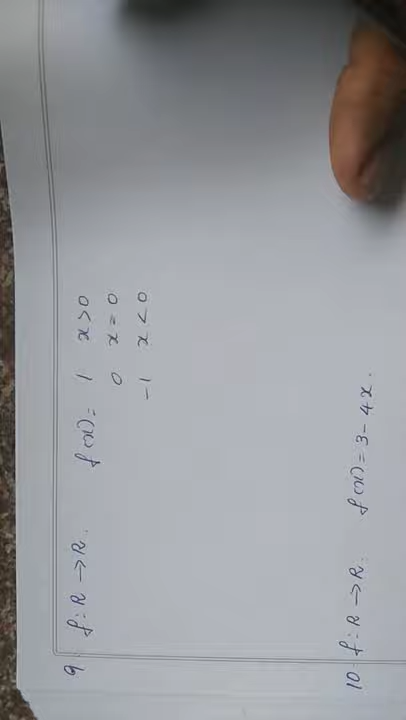 9. f: R → R. f(x) = 1 x > 0
0 x = 0
-1 x < 0
10. f: R → R. f(x) = 3 - 4x.